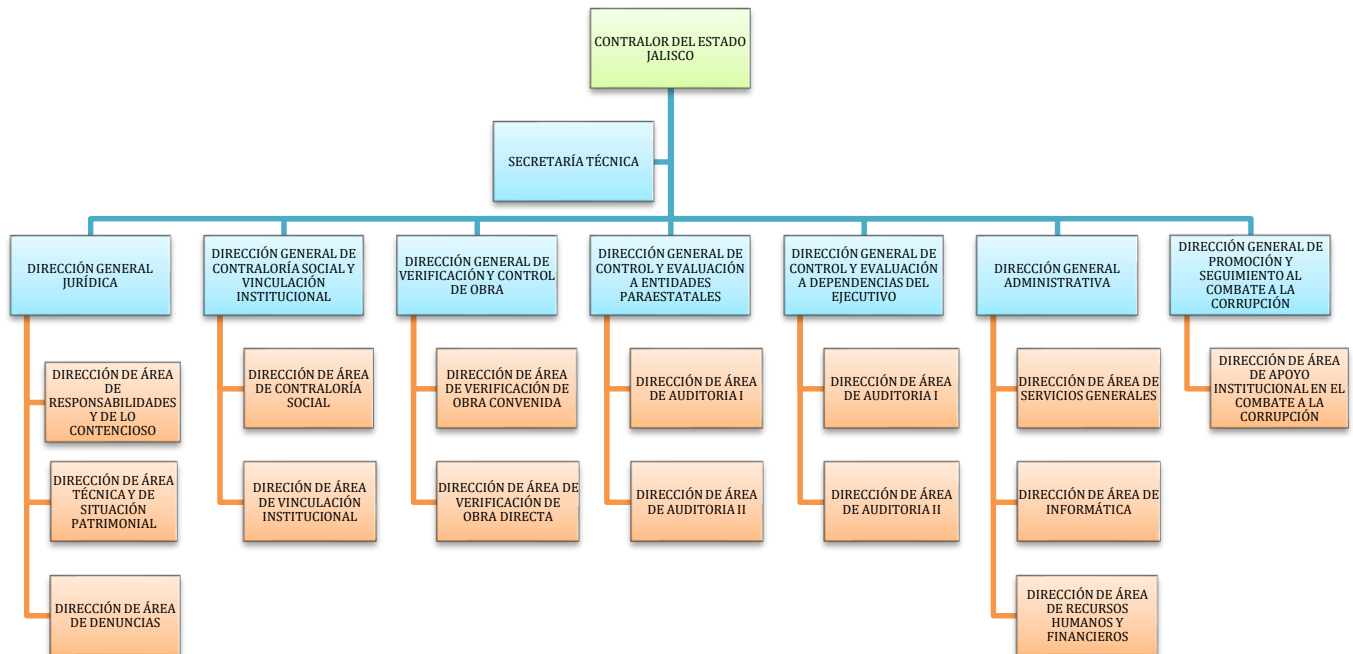 CONTRALOR DEL ESTADO
JALISCO
SECRETARÍA TÉCNICA
DIRECCIÓN GENERAL
JURÍDICA
DIRECCIÓN GENERAL DE
CONTRALORÍA SOCIAL Y
VINCULACIÓN
INSTITUCIONAL
DIRECCIÓN GENERAL DE
VERIFICACIÓN Y CONTROL
DE OBRA
DIRECCIÓN GENERAL DE
CONTROL Y EVALUACIÓN
A ENTIDADES
PARAESTATALES
DIRECCIÓN GENERAL DE
CONTROL Y EVALUACIÓN
A DEPENDENCIAS DEL
EJECUTIVO
DIRECCIÓN GENERAL
ADMINISTRATIVA
DIRECCIÓN GENERAL DE
PROMOCIÓN Y
SEGUIMIENTO AL
COMBATE A LA
CORRUPCIÓN
DIRECCIÓN DE ÁREA
DE
RESPONSABILIDADES
Y DE LO
CONTENCIOSO
DIRECCIÓN DE ÁREA
DE CONTRALORÍA
SOCIAL
DIRECCIÓN DE ÁREA
DE VERIFICACIÓN DE
OBRA CONVENIDA
DIRECCIÓN DE ÁREA
DE AUDITORIA I
DIRECCIÓN DE ÁREA
DE AUDITORIA I
DIRECCIÓN DE ÁREA DE
SERVICIOS GENERALES
DIRECCIÓN DE ÁREA
DE APOYO
INSTITUCIONAL EN EL
COMBATE A LA
CORRUPCIÓN
DIRECCIÓN DE ÁREA
TÉCNICA Y DE
SITUACIÓN
PATRIMONIAL
DIRECIÓN DE ÁREA
DE VINCULACIÓN
INSTITUCIONAL
DIRECCIÓN DE ÁREA DE
VERIFICACIÓN DE
OBRA DIRECTA
DIRECCIÓN DE ÁREA
DE AUDITORIA II
DIRECCIÓN DE ÁREA
DE AUDITORIA II
DIRECCIÓN DE ÁREA DE
INFORMÁTICA
DIRECCIÓN DE ÁREA
DE DENUNCIAS
DIRECCIÓN DE ÁREA
DE RECURSOS
HUMANOS Y
FINANCIEROS